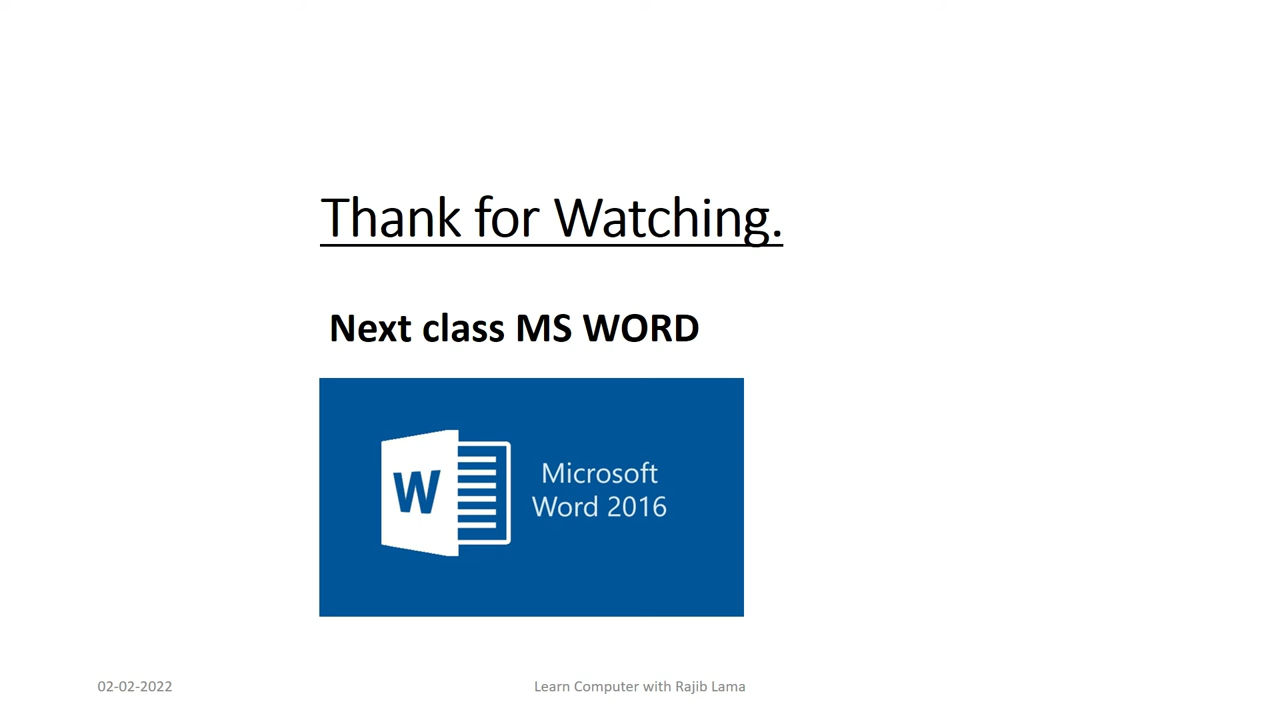 Thank for Watching.
Next class MS WORD
W
Microsoft
Word 2016
02-02-2022
Learn Computer with Rajib Lama